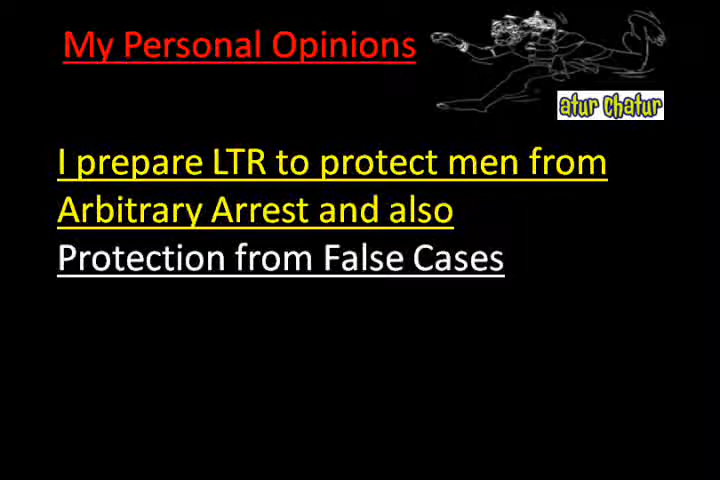 My Personal Opinions
atur chatur
I prepare LTR to protect men from
Arbitrary Arrest and also
Protection from False Cases